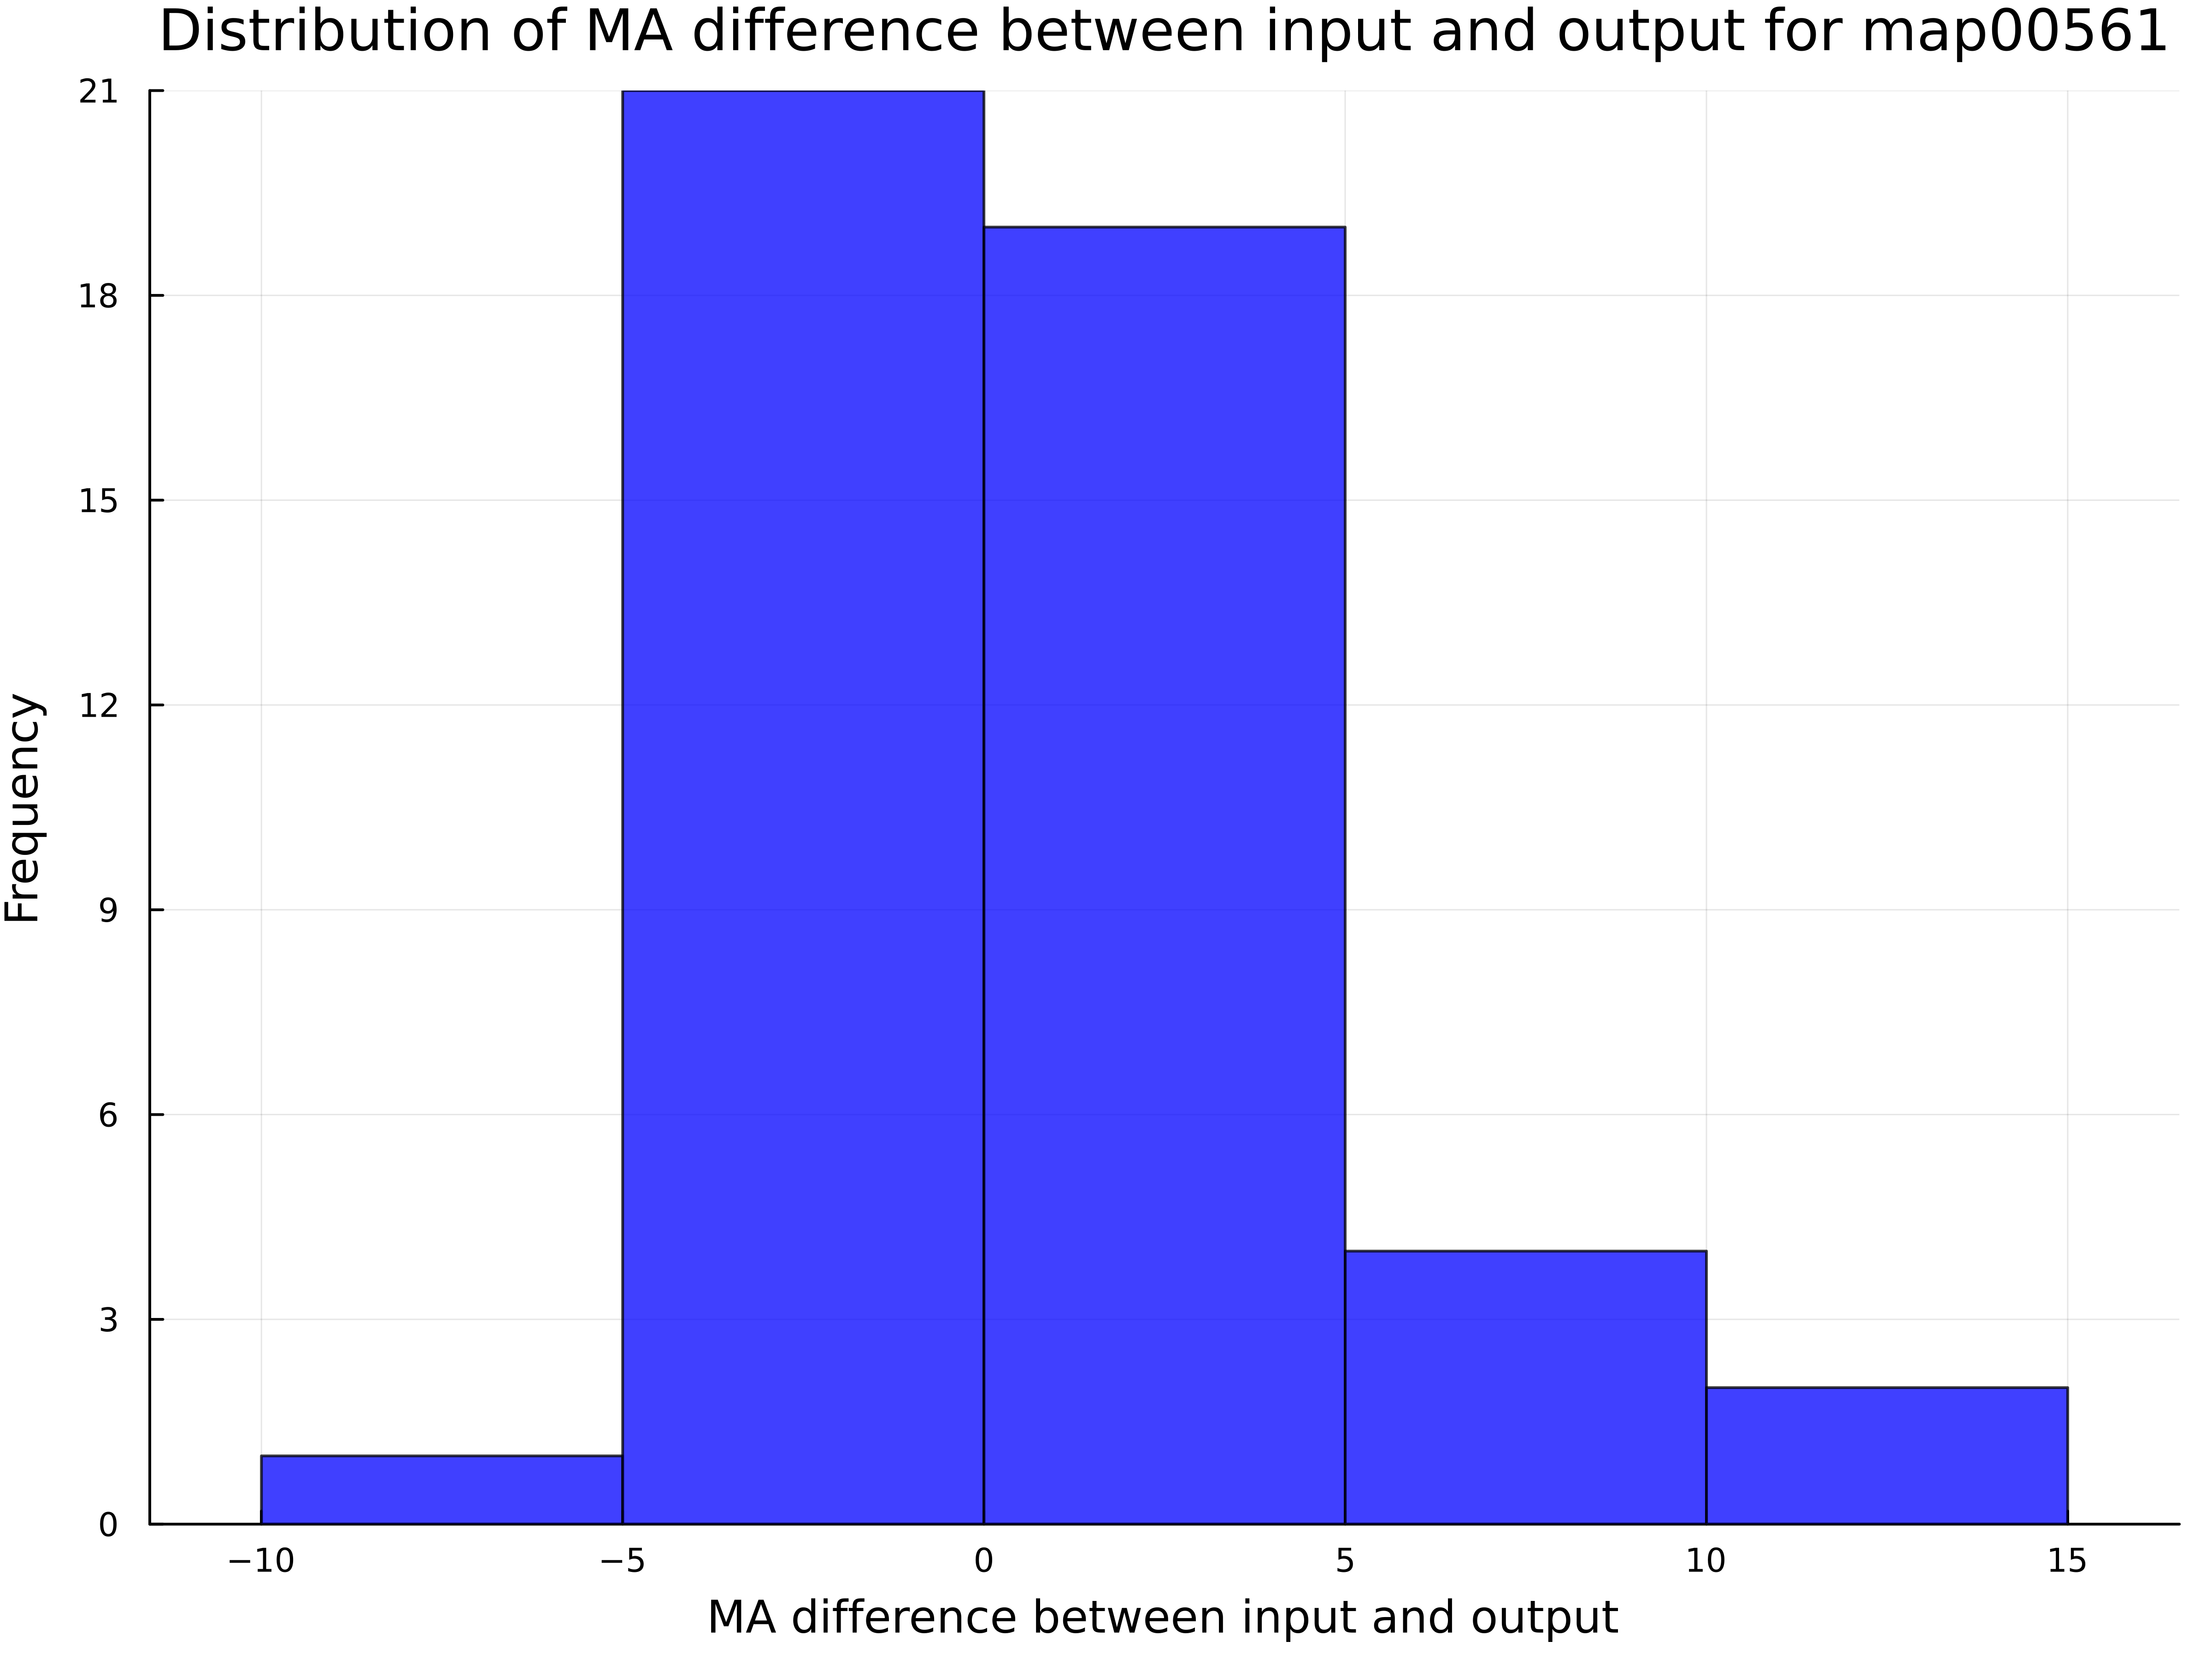 Distribution of MA difference between input and output for map00561
21
18
15
12
9
6
3
0
Frequency
−10 −5 0 5 10 15
MA difference between input and output